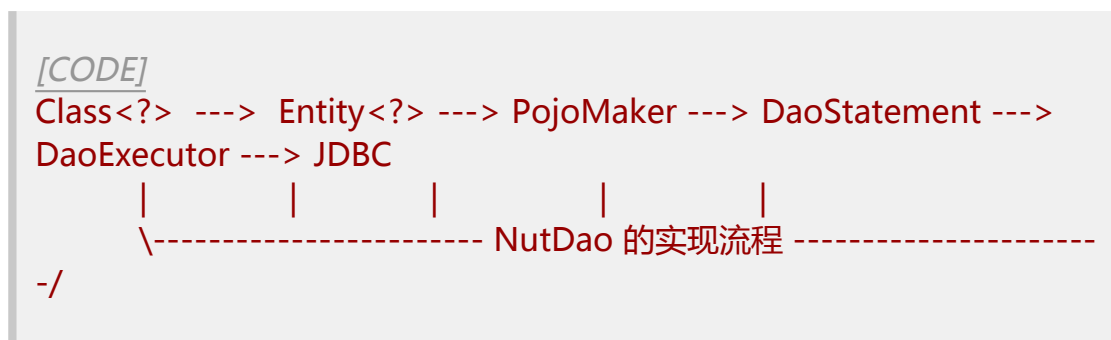 [CODE]
Class<?>  --->  Entity<?> ---> PojoMaker ---> DaoStatement --->
DaoExecutor ---> JDBC
|                |               |                  |                 |
\------------------------ NutDao 的实现流程 ----------------------
-/